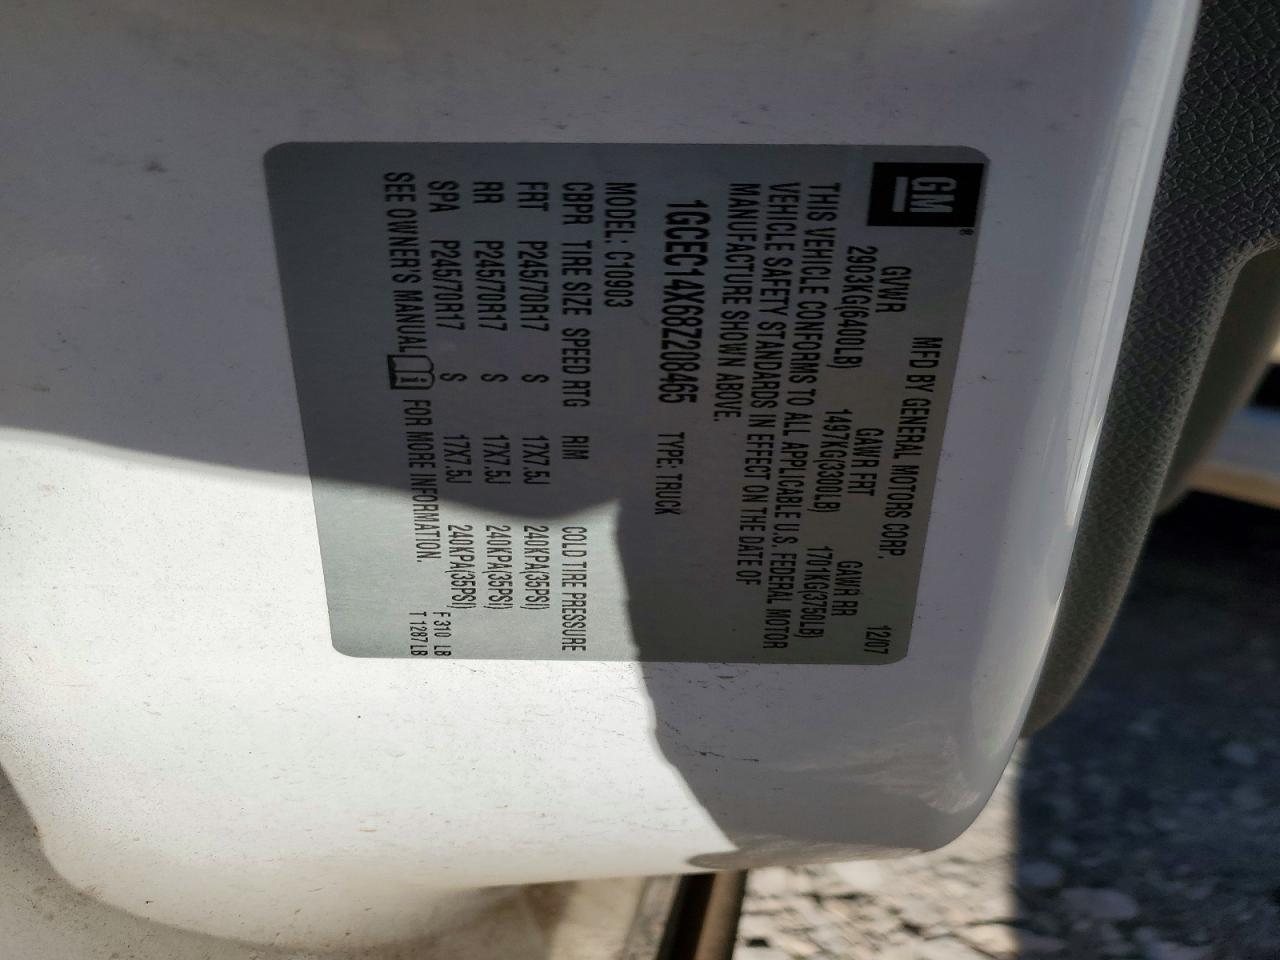 GM®
MFD BY GENERAL MOTORS CORP. 12/07
GVWR GAWR FRT GAWR RR
2903KG(6400LB) 1497KG(3300LB) 1701KG(3750LB)
THIS VEHICLE CONFORMS TO ALL APPLICABLE U.S. FEDERAL MOTOR
VEHICLE SAFETY STANDARDS IN EFFECT ON THE DATE OF
MANUFACTURE SHOWN ABOVE.
1GCEC14X68Z208465 TYPE: TRUCK
MODEL: C10903
CBPR TIRE SIZE SPEED RTG RIM COLD TIRE PRESSURE
FRT P245/70R17 S 17X7.5J 240KPA(35PSI)
RR P245/70R17 S 17X7.5J 240KPA(35PSI)
SPA P245/70R17 S 17X7.5J 240KPA(35PSI) F 310 LB
SEE OWNER'S MANUAL FOR MORE INFORMATION. T 1287 LB